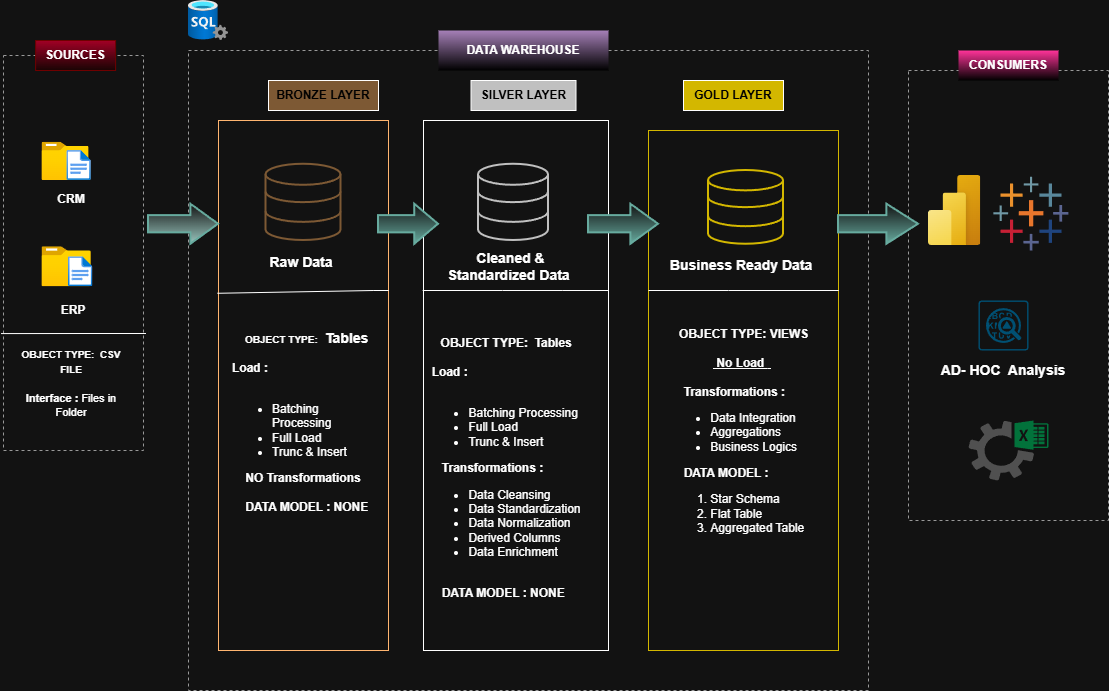 SQL
SOURCES
CRM
ERP
OBJECT TYPE: CSV
FILE
Interface : Files in
Folder
DATA WAREHOUSE
BRONZE LAYER
Raw Data
OBJECT TYPE: Tables
Load :
Batching
Processing
Full Load
Trunc & Insert
NO Transformations
DATA MODEL : NONE
SILVER LAYER
Cleaned &
Standardized Data
OBJECT TYPE: Tables
Load :
Batching Processing
Full Load
Trunc & Insert
Transformations :
Data Cleansing
Data Standardization
Data Normalization
Derived Columns
Data Enrichment
DATA MODEL : NONE
GOLD LAYER
Business Ready Data
OBJECT TYPE: VIEWS
No Load
Transformations :
Data Integration
Aggregations
Business Logics
DATA MODEL :
1. Star Schema
2. Flat Table
3. Aggregated Table
CONSUMERS
AD- HOC Analysis
X